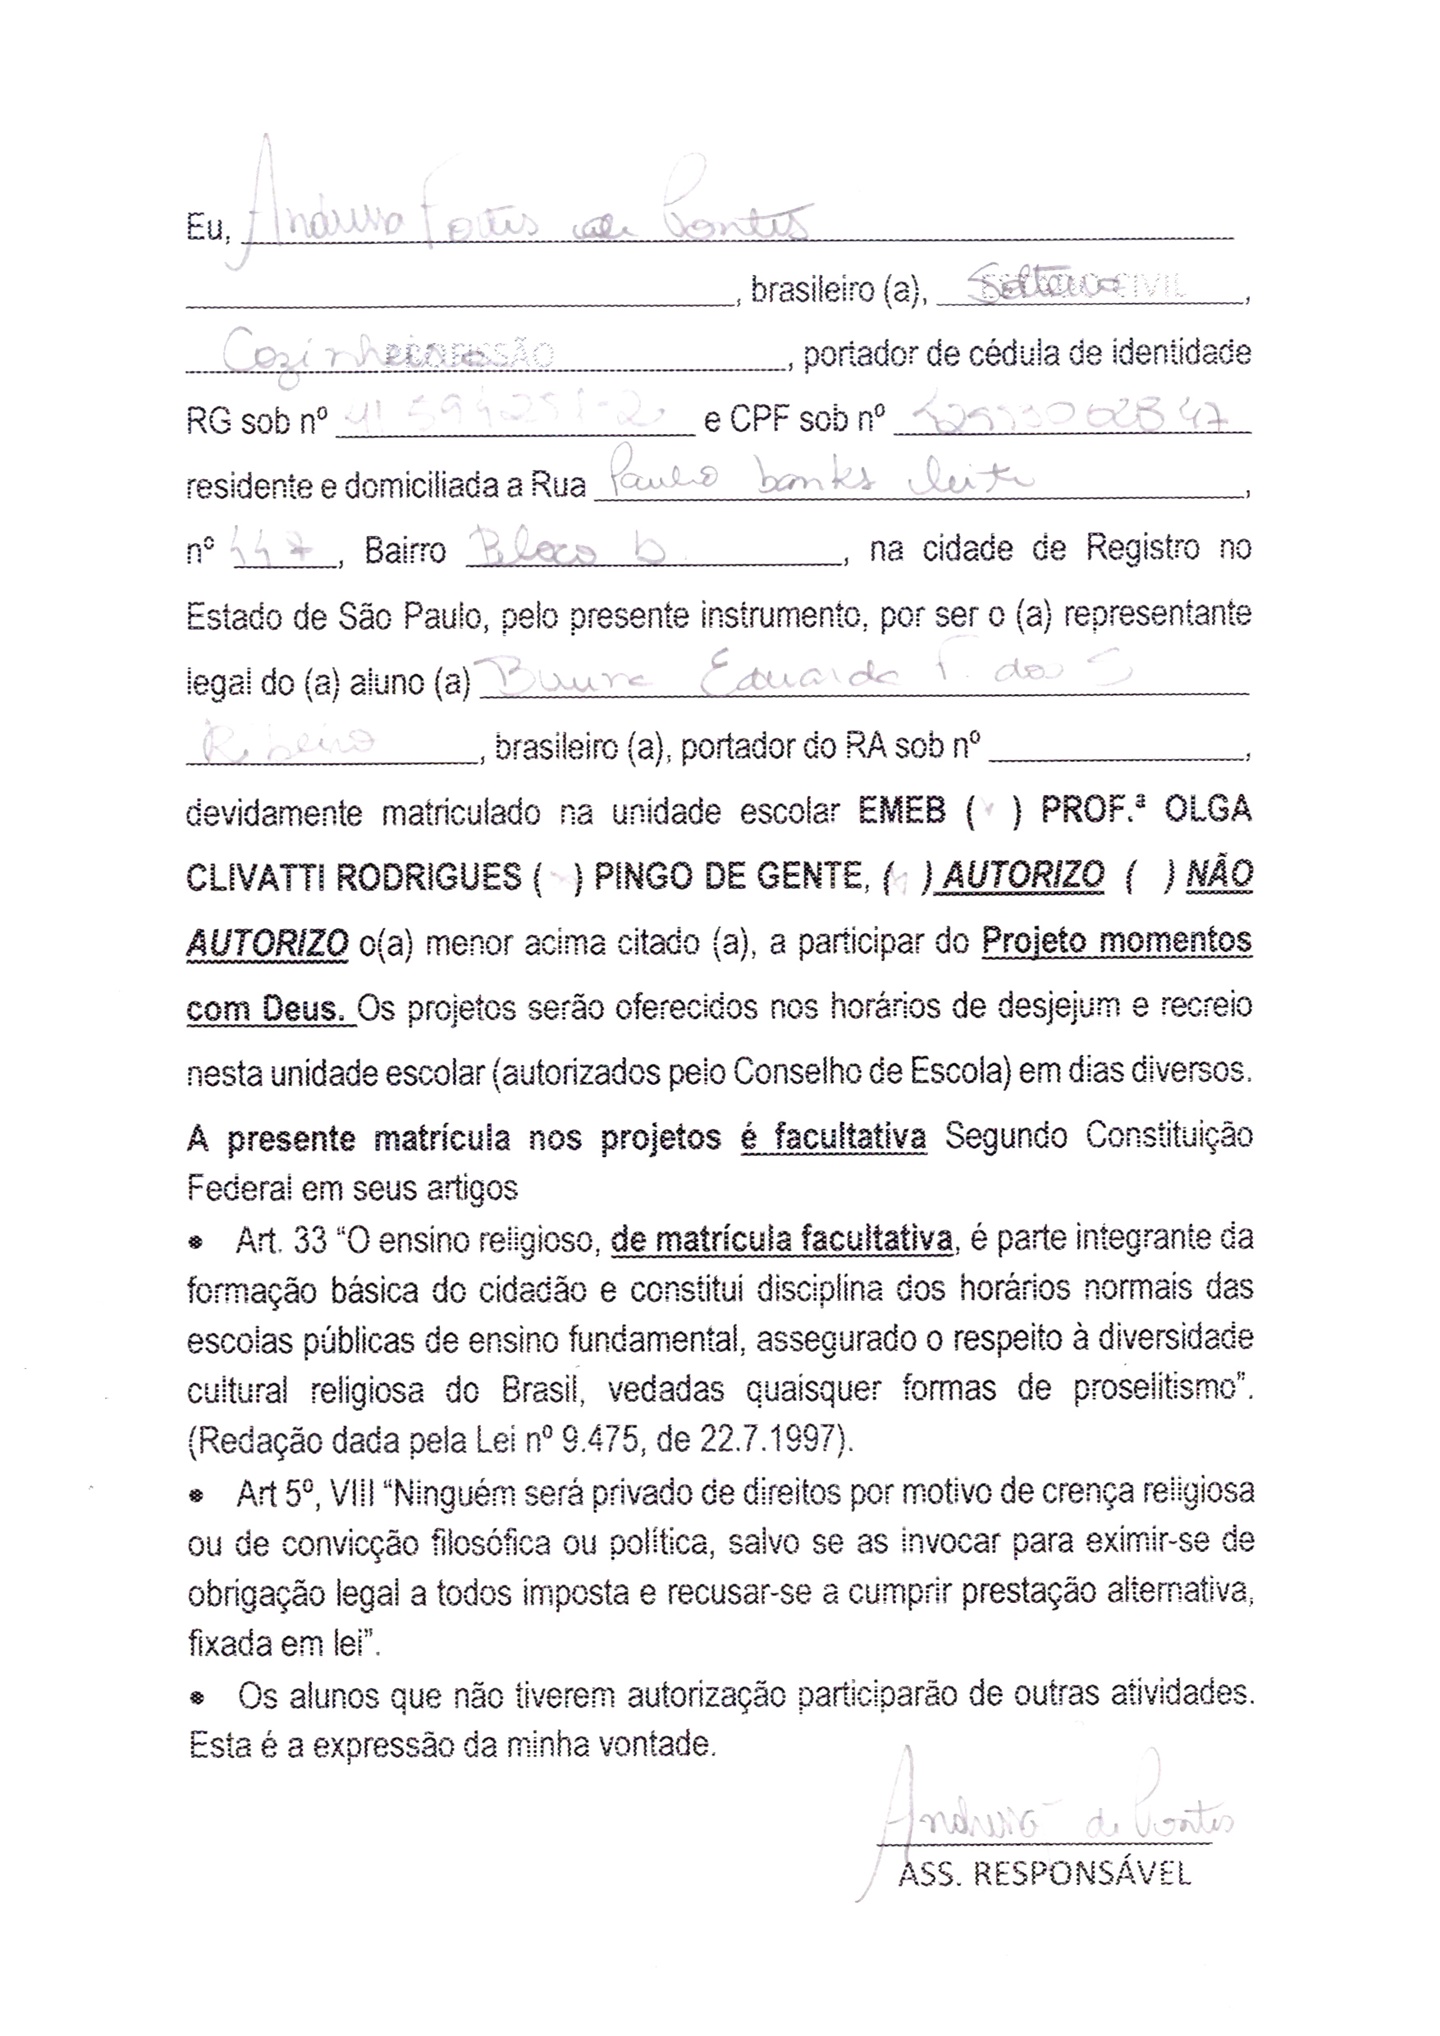 Eu, Andressa Fortes de Pontes
, brasileiro (a), Solteira ESTADO CIVIL,
Cozinheira PROFISSÃO, portador de cédula de identidade
RG sob nº e CPF sob nº
residente e domiciliada a Rua Paulo banks leite,
nº 447, Bairro Bloco b, na cidade de Registro no
Estado de São Paulo, pelo presente instrumento, por ser o (a) representante
legal do (a) aluno (a) Eduarda F. dos S
Ribeiro, brasileiro (a), portador do RA sob nº ,
devidamente matriculado na unidade escolar EMEB ( ) PROF.ª OLGA
CLIVATTI RODRIGUES ( ) PINGO DE GENTE, ( ) AUTORIZO ( ) NÃO
AUTORIZO o(a) menor acima citado (a), a participar do Projeto momentos
com Deus. Os projetos serão oferecidos nos horários de desjejum e recreio
nesta unidade escolar (autorizados pelo Conselho de Escola) em dias diversos.
A presente matrícula nos projetos é facultativa Segundo Constituição
Federal em seus artigos
• Art. 33 “O ensino religioso, de matrícula facultativa, é parte integrante da
formação básica do cidadão e constitui disciplina dos horários normais das
escolas públicas de ensino fundamental, assegurado o respeito à diversidade
cultural religiosa do Brasil, vedadas quaisquer formas de proselitismo”.
(Redação dada pela Lei nº 9.475, de 22.7.1997).
• Art 5º, VIII “Ninguém será privado de direitos por motivo de crença religiosa
ou de convicção filosófica ou política, salvo se as invocar para eximir-se de
obrigação legal a todos imposta e recusar-se a cumprir prestação alternativa,
fixada em lei”.
• Os alunos que não tiverem autorização participarão de outras atividades.
Esta é a expressão da minha vontade.
Andressa de Pontes
ASS. RESPONSÁVEL